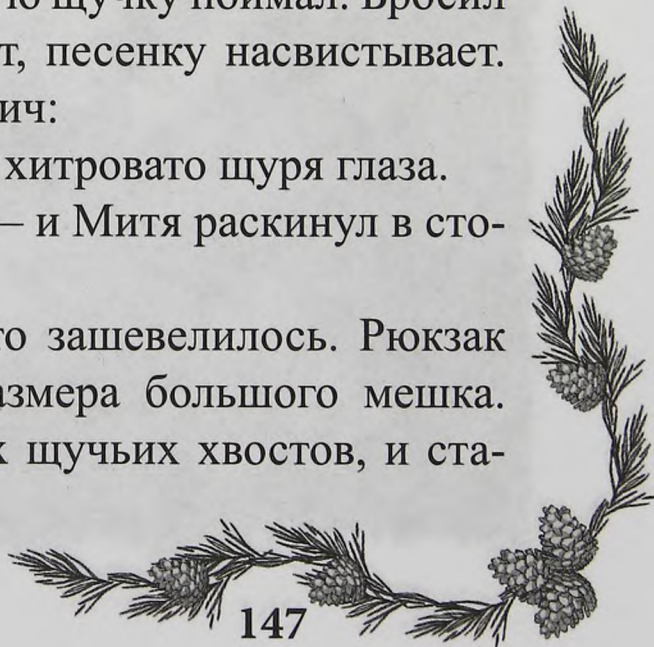 ю щучку поймал. Бросил
т, песенку насвистывает.
ич:
хитровато щуря глаза.
– и Митя раскинул в сто-
то зашевелилось. Рюкзак
азмера большого мешка.
х щучьих хвостов, и ста-
147